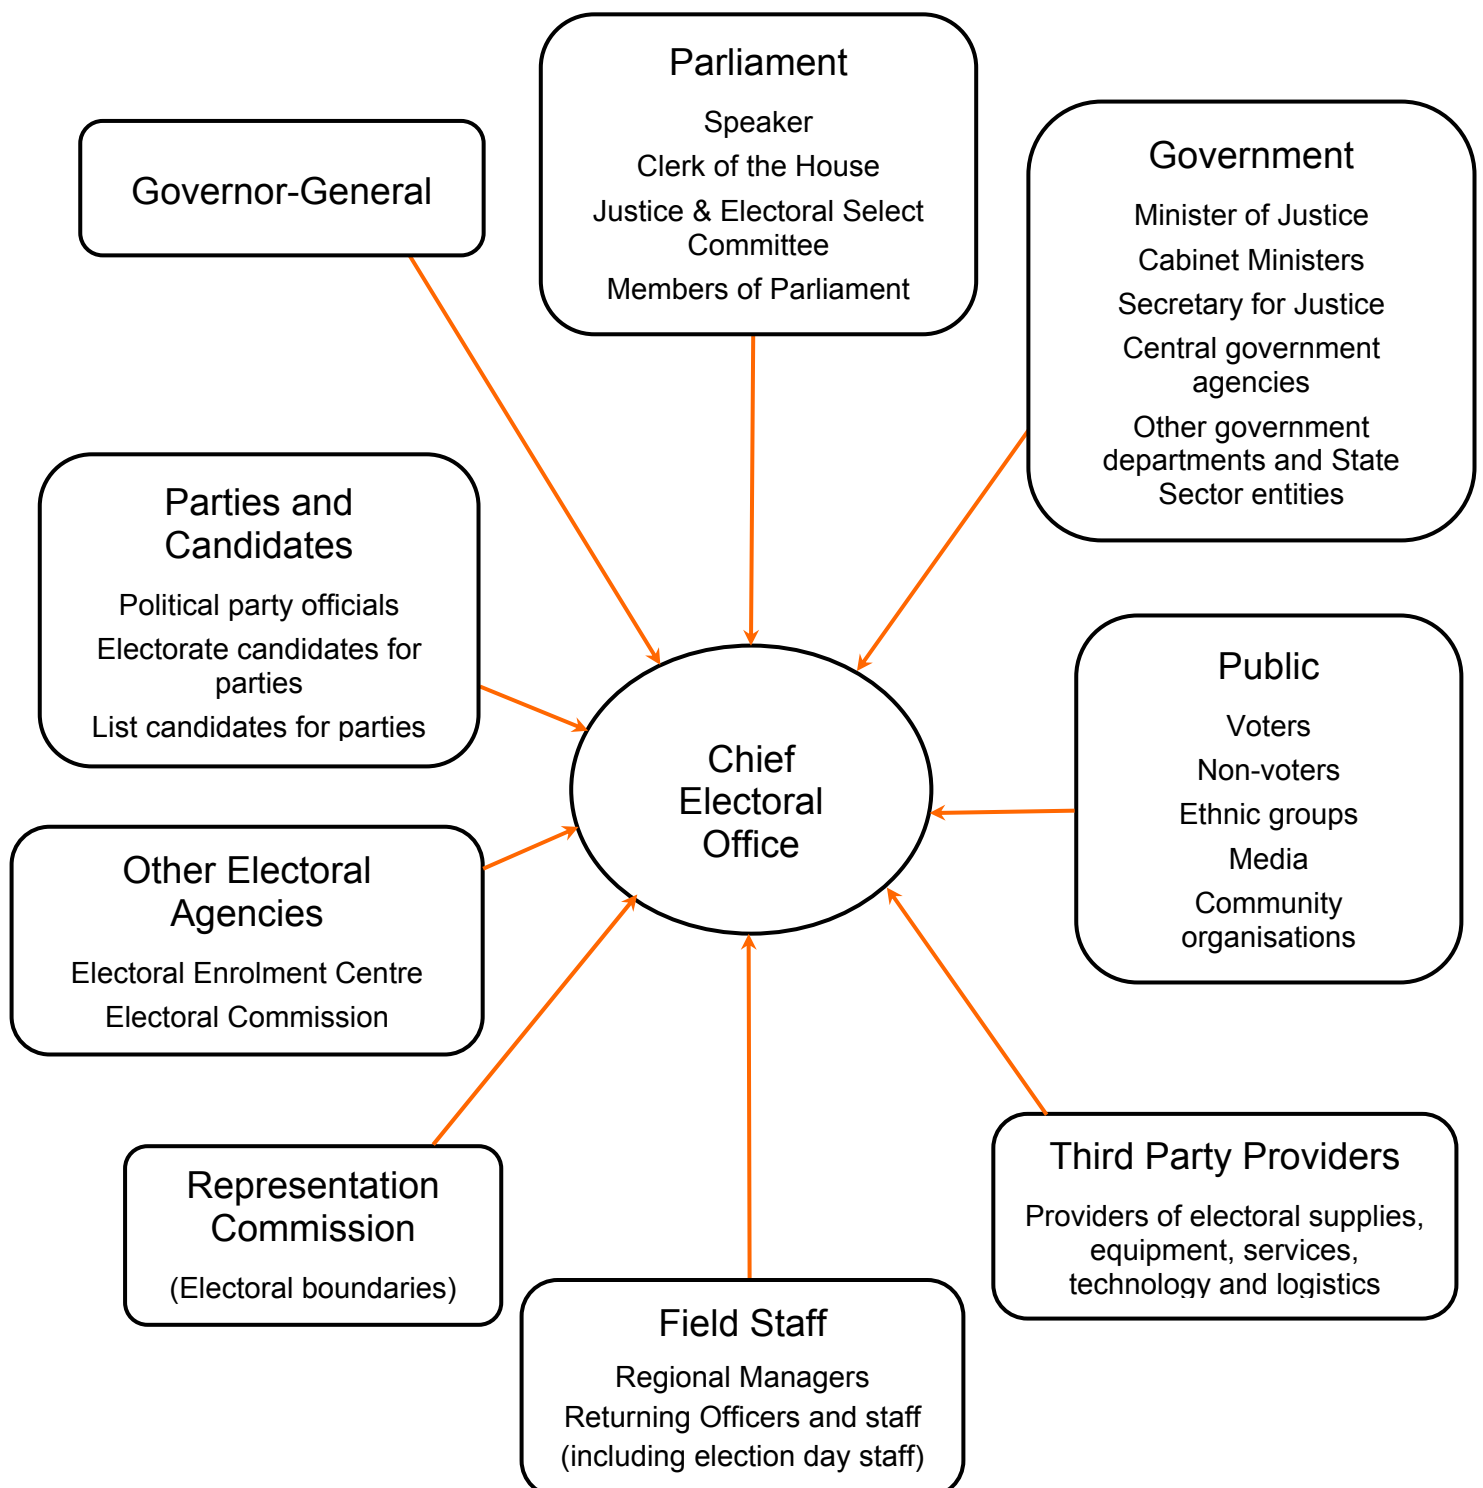 Parliament
Speaker
Clerk of the House
Justice & Electoral Select
Committee
Members of Parliament
Governor-General
Government
Minister of Justice
Cabinet Ministers
Secretary for Justice
Central government
agencies
Other government
departments and State
Sector entities
Parties and
Candidates
Political party officials
Electorate candidates for
parties
List candidates for parties
Public
Voters
Non-voters
Ethnic groups
Media
Community
organisations
Chief
Electoral
Office
Other Electoral
Agencies
Electoral Enrolment Centre
Electoral Commission
Representation
Commission
(Electoral boundaries)
Third Party Providers
Providers of electoral supplies,
equipment, services,
technology and logistics
Field Staff
Regional Managers
Returning Officers and staff
(including election day staff)